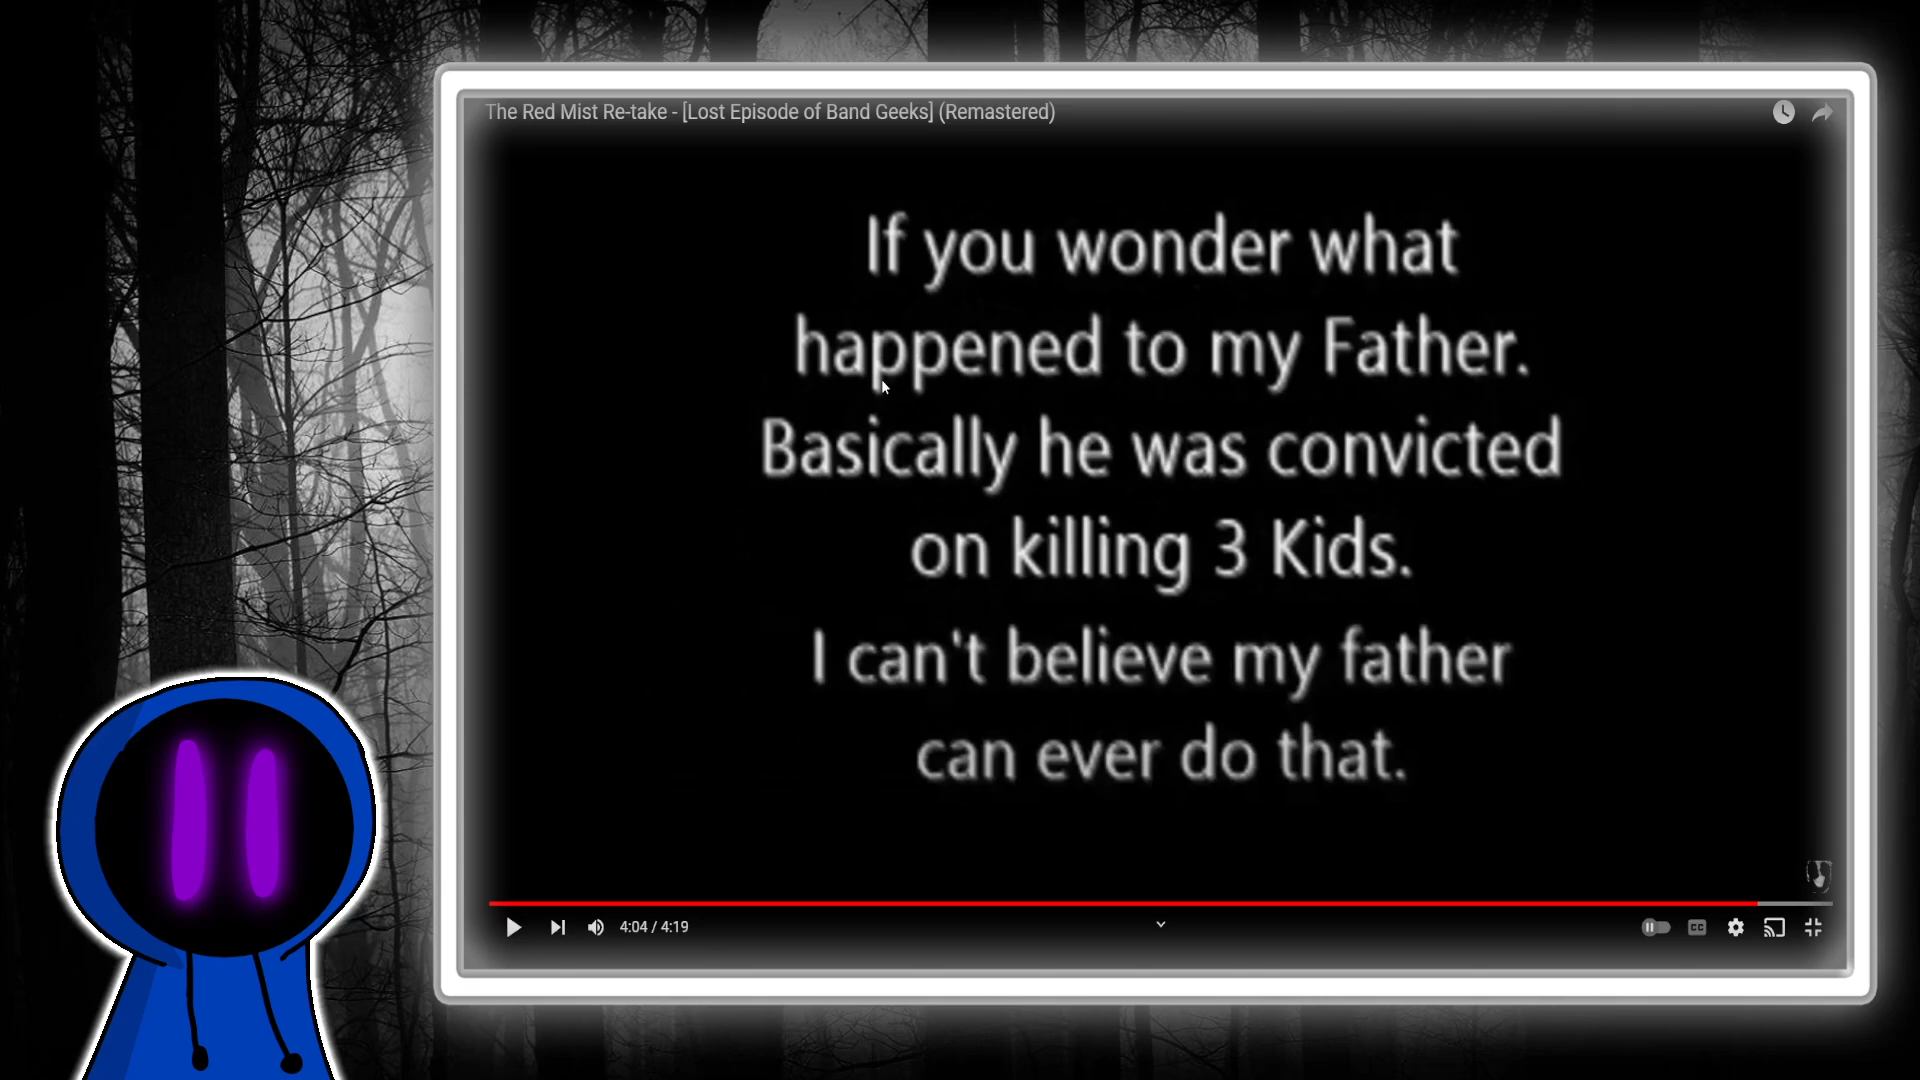 The Red Mist Re-take - [Lost Episode of Band Geeks] (Remastered)
If you wonder what
happened to my Father.
Basically he was convicted
on killing 3 Kids.
I can't believe my father
can ever do that.
4:04 / 4:19
CC